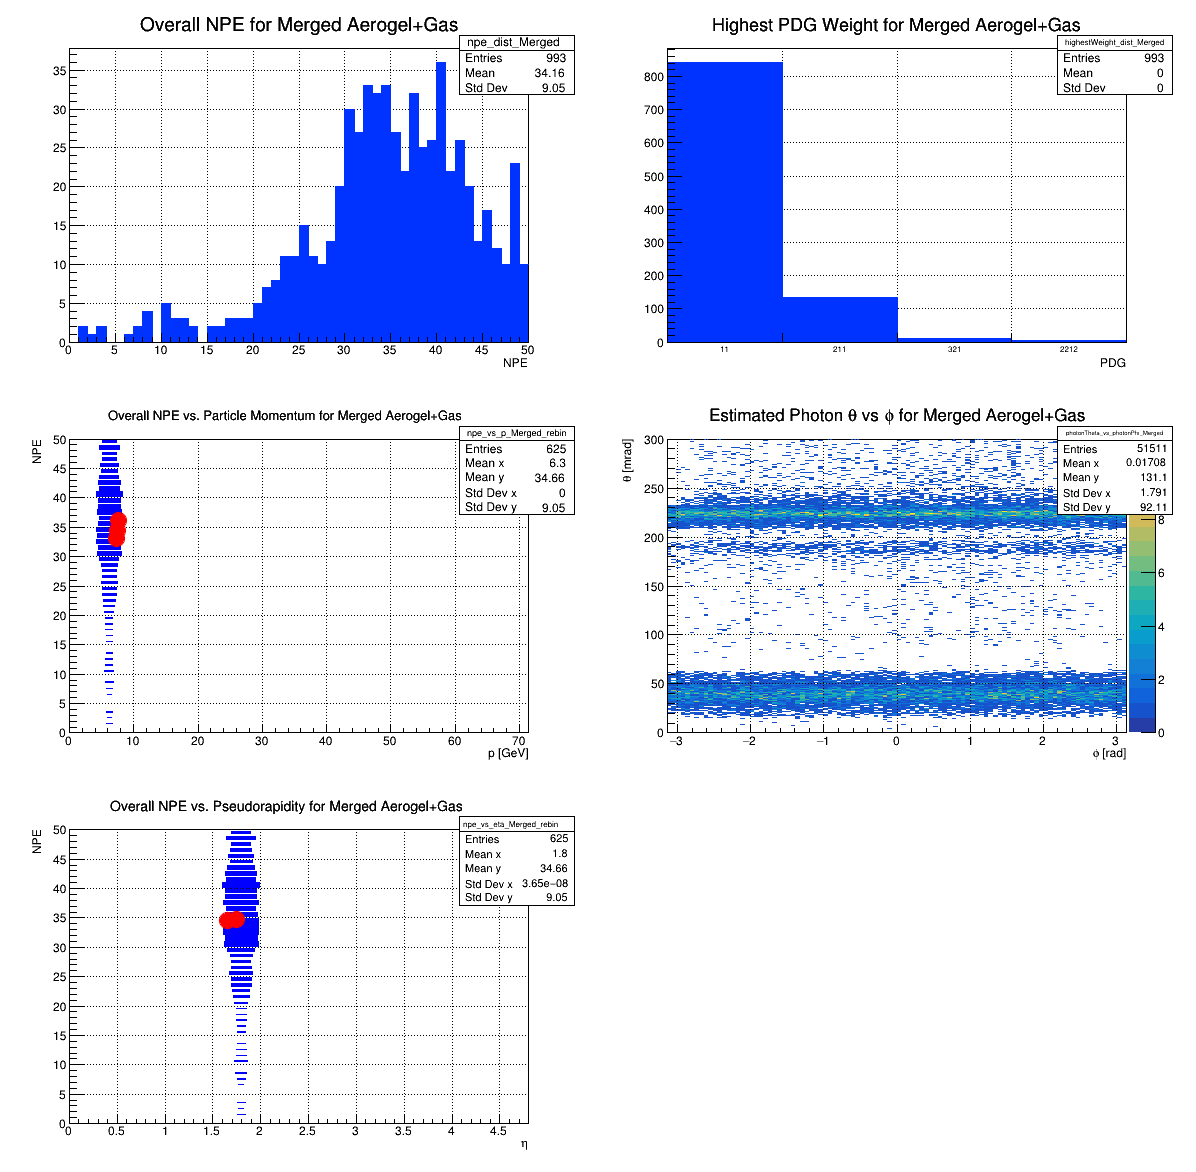 Overall NPE for Merged Aerogel+Gas
npe_dist_Merged
Entries 993
Mean 34.16
Std Dev 9.05
35
30
25
20
15
10
5
0
0 5 10 15 20 25 30 35 40 45 50
NPE
Highest PDG Weight for Merged Aerogel+Gas
highestWeight_dist_Merged
Entries 993
Mean 0
Std Dev 0
800
700
600
500
400
300
200
100
0
11 211 321 2212
PDG
Overall NPE vs. Particle Momentum for Merged Aerogel+Gas
npe_vs_p_Merged_rebin
Entries 625
Mean x 6.3
Mean y 34.66
Std Dev x 0
Std Dev y 9.05
NPE
50
45
40
35
30
25
20
15
10
5
0
0 10 20 30 40 50 60 70
p [GeV]
Estimated Photon θ vs ϕ for Merged Aerogel+Gas
photonTheta_vs_photonPhi_Merged
Entries 51511
Mean x 0.01708
Mean y 131.1
Std Dev x 1.791
Std Dev y 92.11
θ [mrad]
300
250
200
150
100
50
0
−3 −2 −1 0 1 2 3
ϕ [rad]
8
6
4
2
0
Overall NPE vs. Pseudorapidity for Merged Aerogel+Gas
npe_vs_eta_Merged_rebin
Entries 625
Mean x 1.8
Mean y 34.66
Std Dev x 3.65e−08
Std Dev y 9.05
NPE
50
45
40
35
30
25
20
15
10
5
0
0 0.5 1 1.5 2 2.5 3 3.5 4 4.5
η